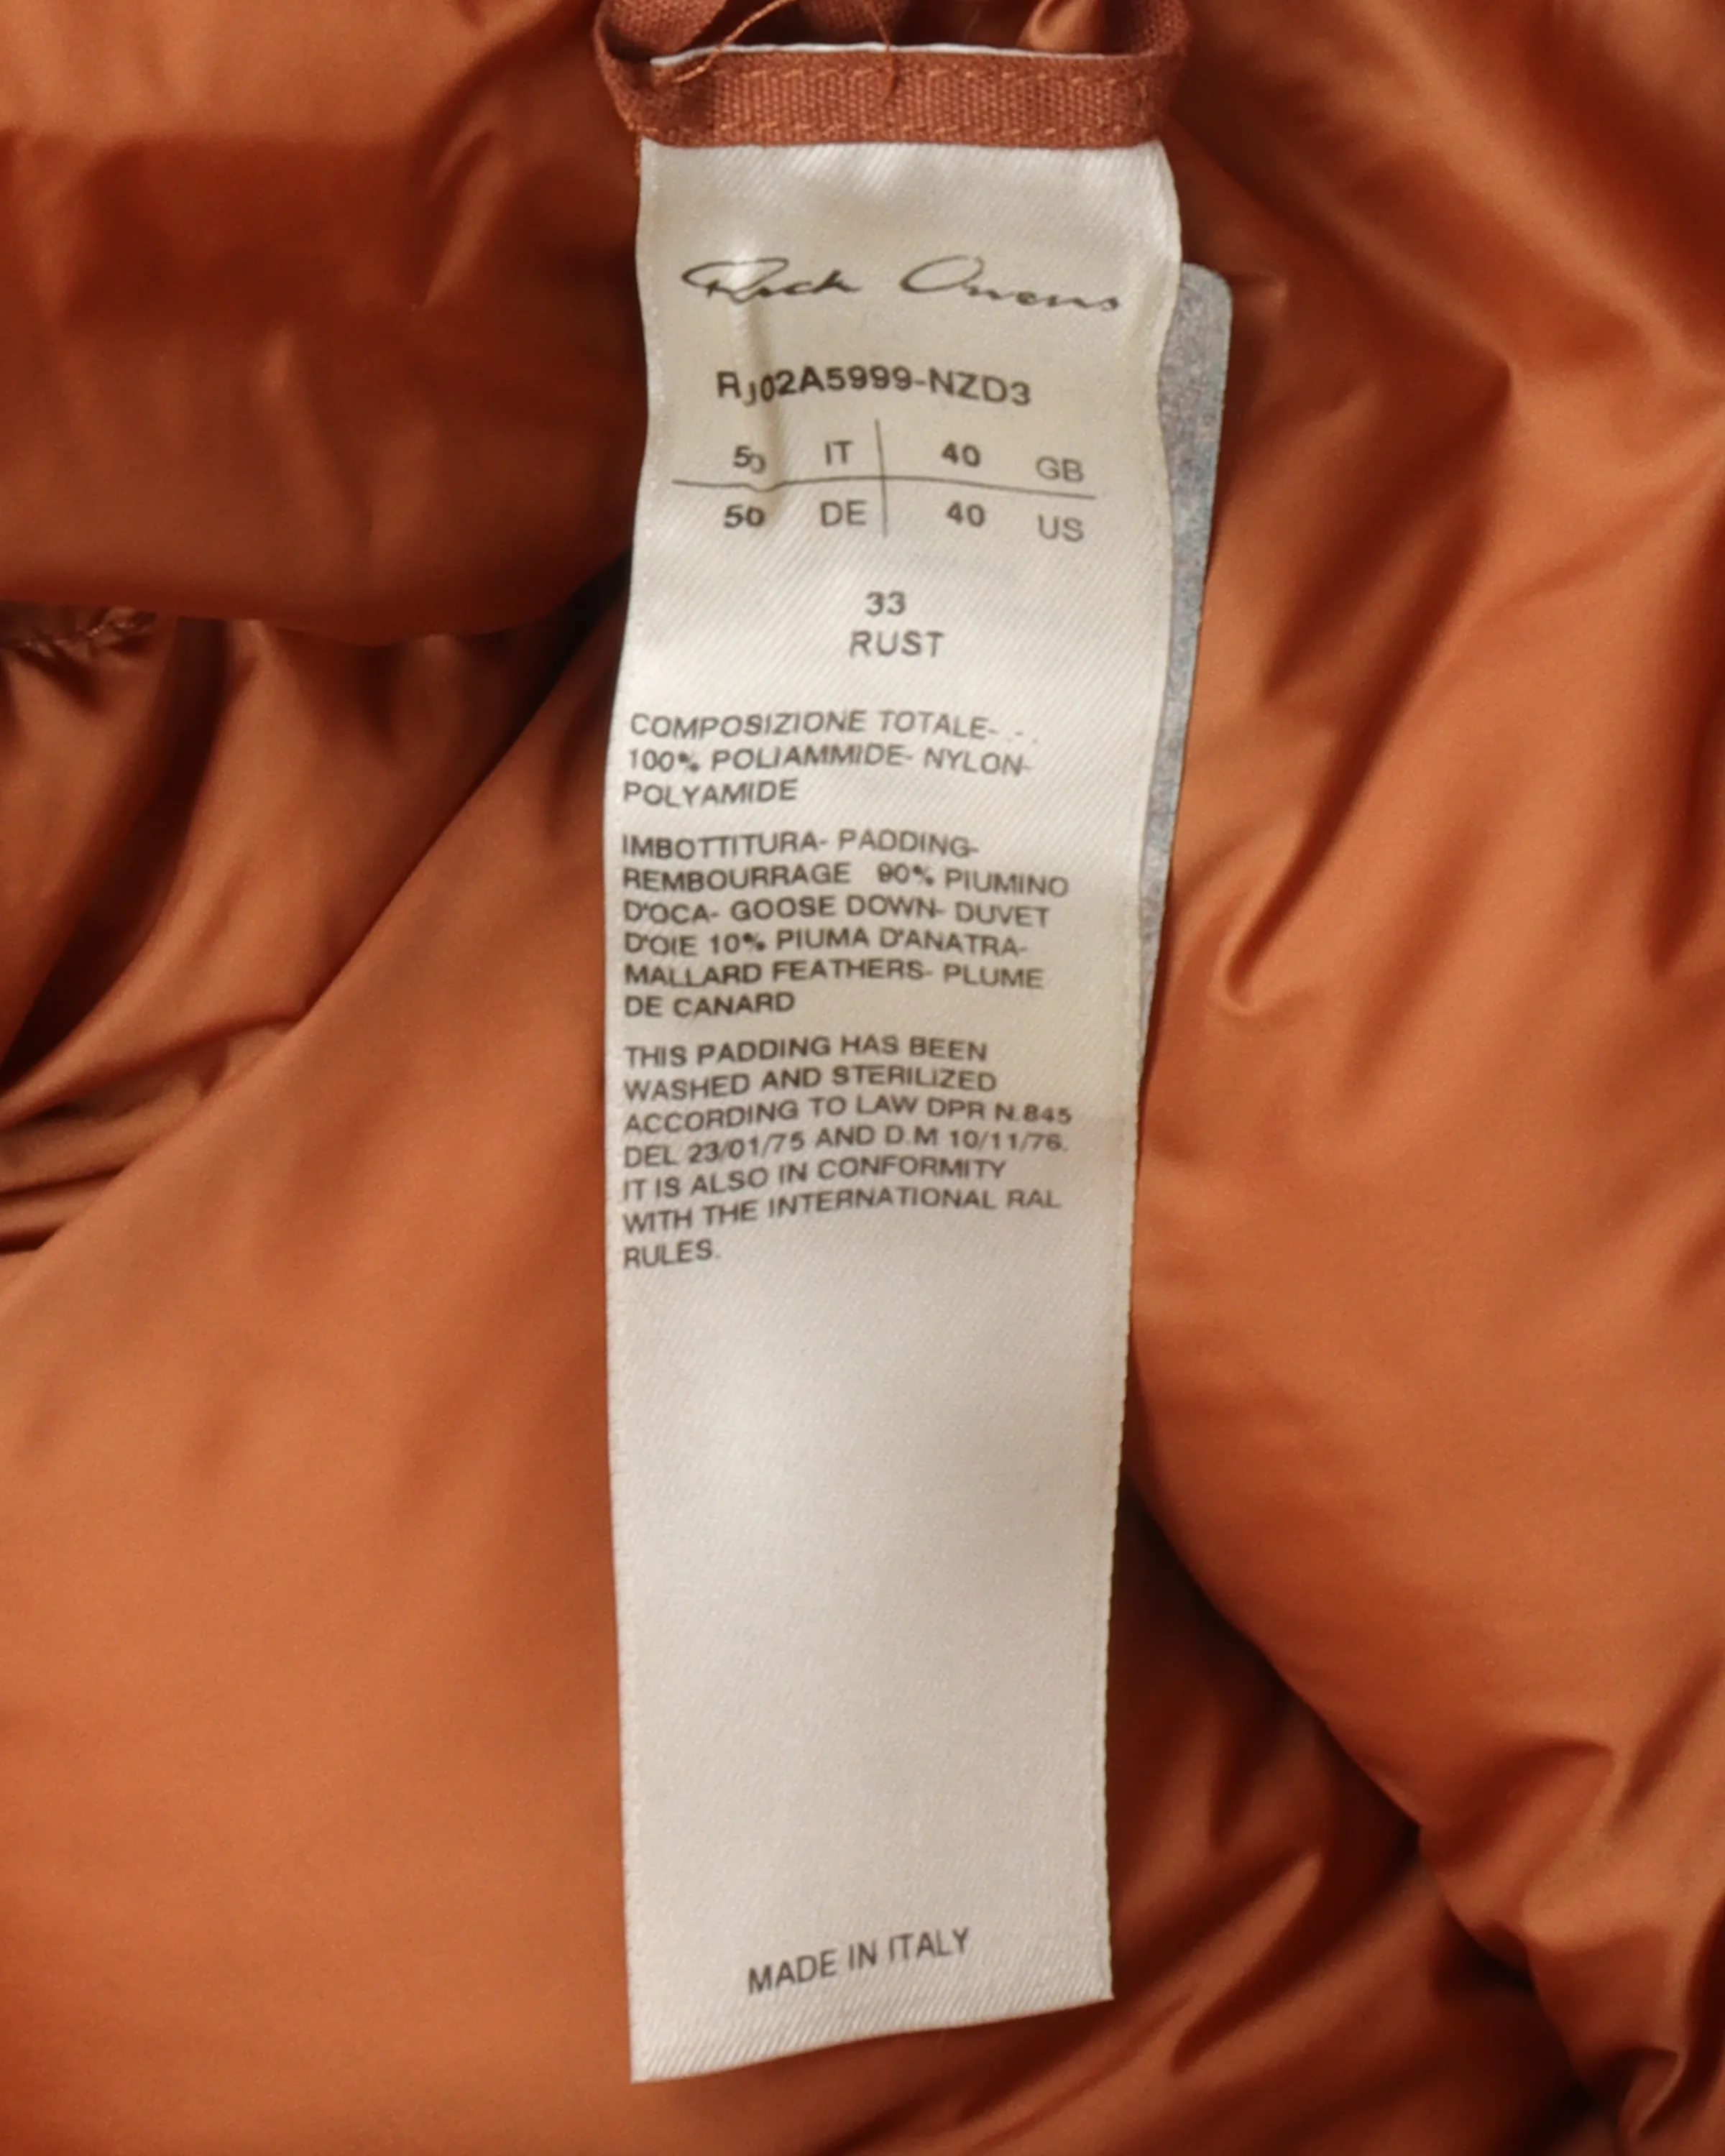 Rick Owens
RJ02A5999-NZD3
50 IT 40 GB
50 DE 40 US
33
RUST
COMPOSIZIONE TOTALE- - .
100% POLIAMMIDE- NYLON-
POLYAMIDE
IMBOTTITURA- PADDING-
REMBOURRAGE 90% PIUMINO
D'OCA- GOOSE DOWN- DUVET
D'OIE 10% PIUMA D'ANATRA-
MALLARD FEATHERS- PLUME
DE CANARD
THIS PADDING HAS BEEN
WASHED AND STERILIZED
ACCORDING TO LAW DPR N.845
DEL 23/01/75 AND D.M 10/11/76.
IT IS ALSO IN CONFORMITY
WITH THE INTERNATIONAL RAL
RULES.
MADE IN ITALY